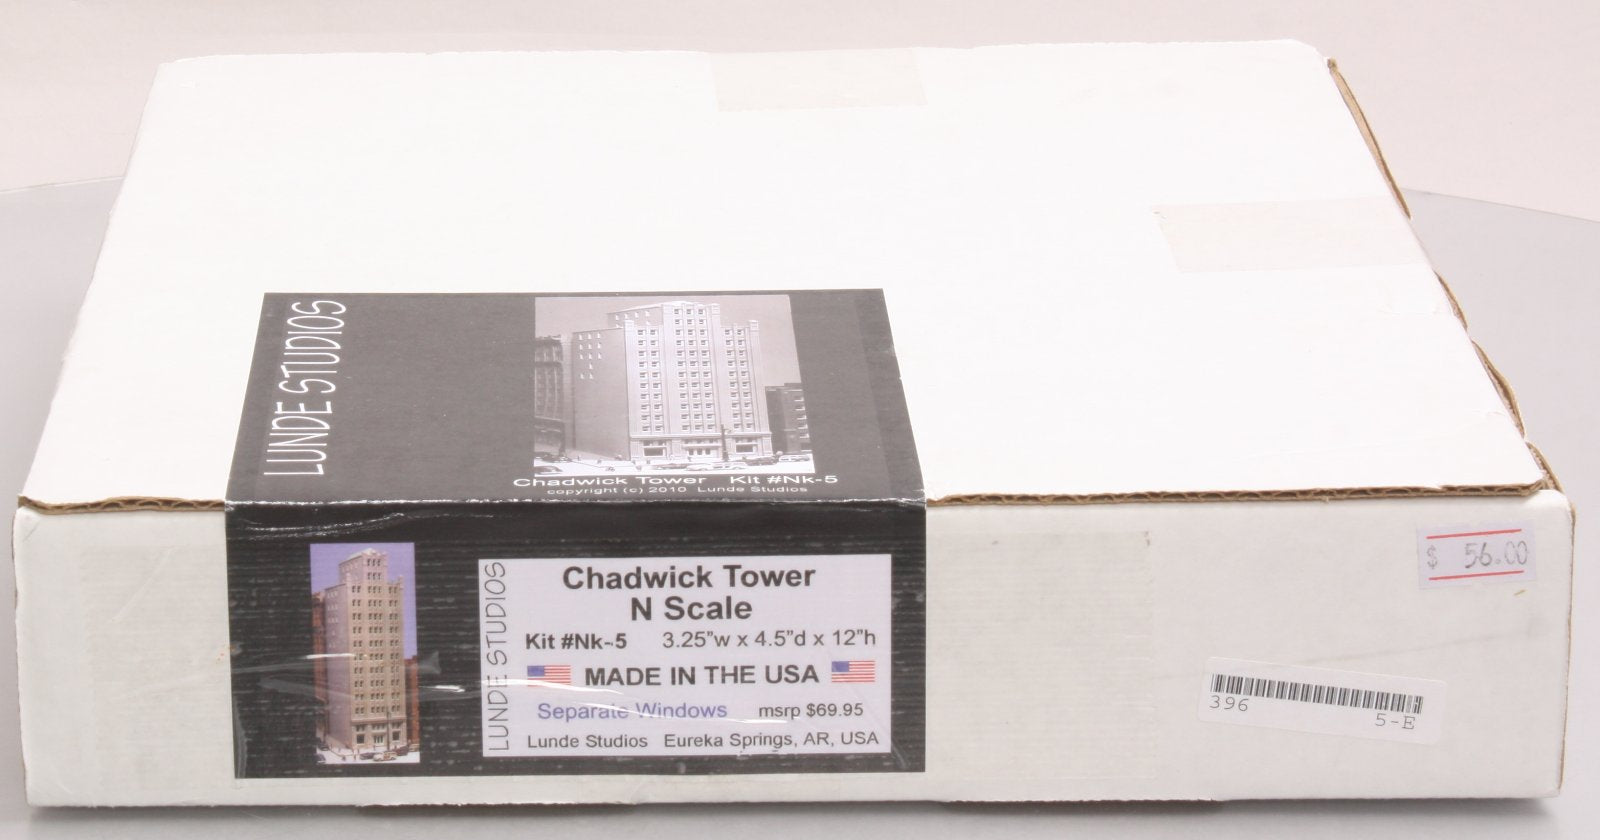 LUNDE STUDIOS
Chadwick Tower Kit #Nk-5
copyright (c) 2010 Lunde Studios
LUNDE STUDIOS
Chadwick Tower
N Scale
Kit #Nk-5 3.25"w x 4.5"d x 12"h
MADE IN THE USA
Separate Windows msrp $69.95
Lunde Studios Eureka Springs, AR, USA
$ 56.00
396
5-E